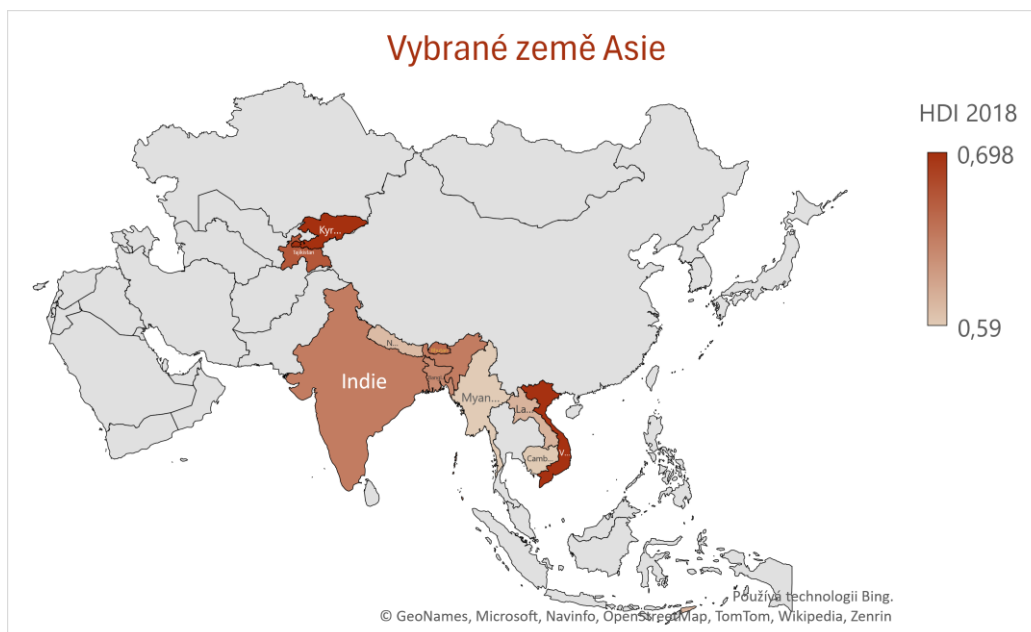 Vybrané země Asie
HDI 2018
0,698
0,59
Kyr...
Tajikistan
N...
Indie
Myan...
La...
Camb...
V...
Používá technologii Bing.
© GeoNames, Microsoft, Navinfo, OpenStreetMap, TomTom, Wikipedia, Zenrin